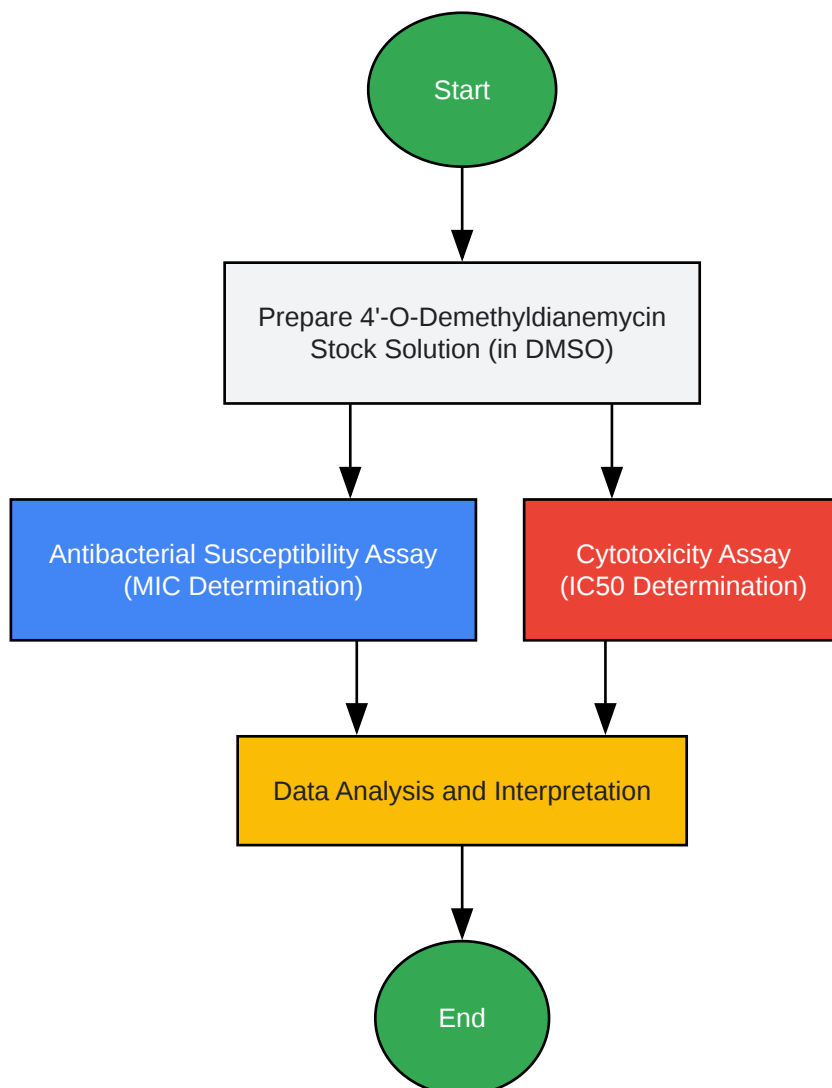 Start
Prepare 4'-O-Demethyldianemycin
Stock Solution (in DMSO)
Antibacterial Susceptibility Assay
(MIC Determination)
Cytotoxicity Assay
(IC50 Determination)
Data Analysis and Interpretation
End